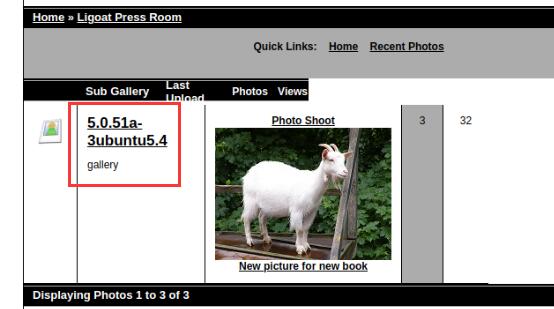 Home » Ligoat Press Room
Quick Links: Home Recent Photos
Sub Gallery Last Upload Photos Views
5.0.51a-
3ubuntu5.4
gallery
Photo Shoot
3 32
New picture for new book
Displaying Photos 1 to 3 of 3